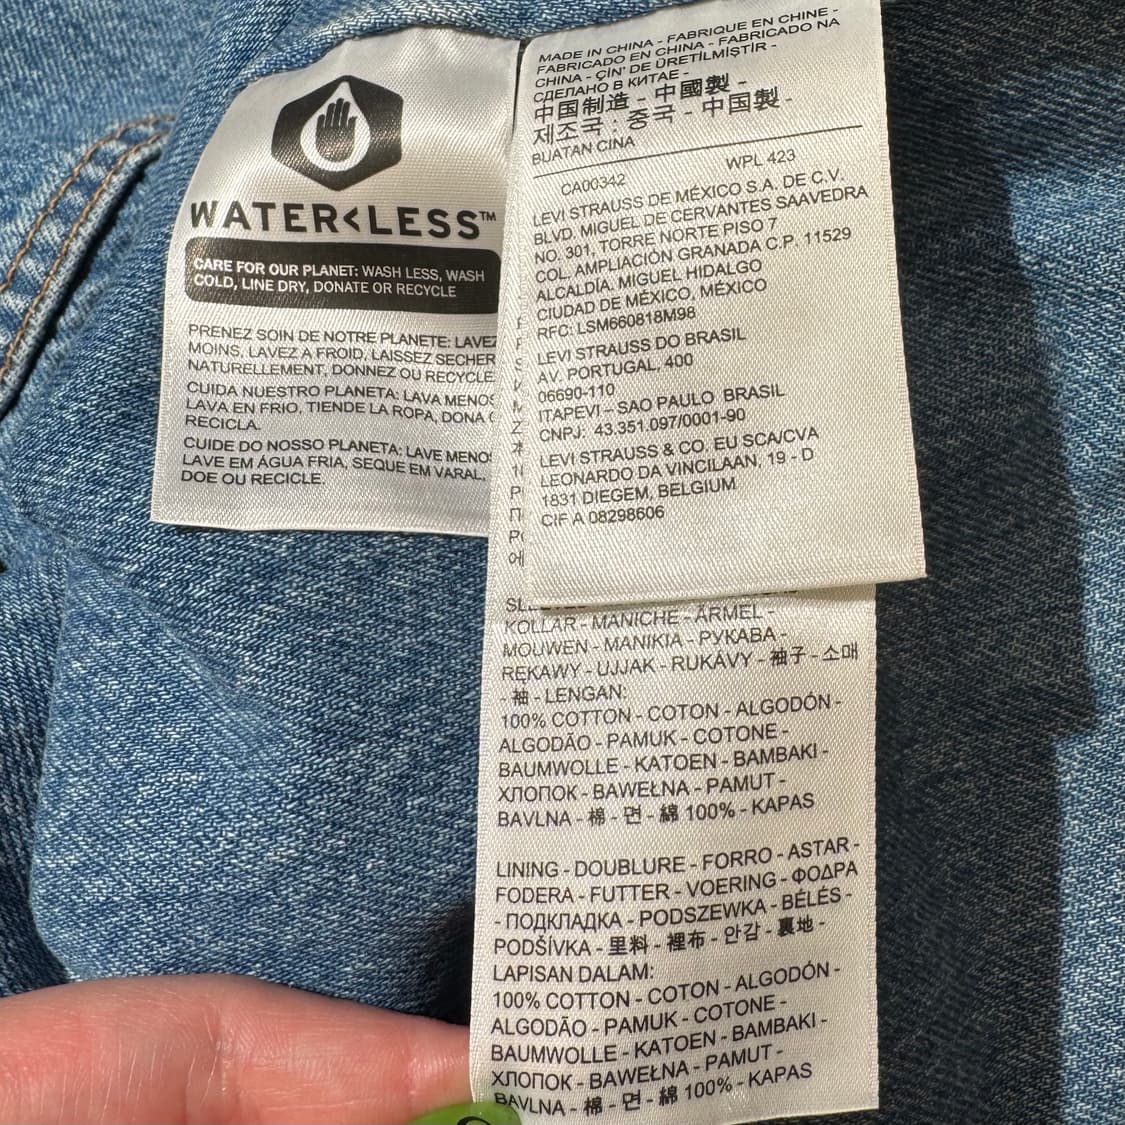 WATER<LESS™
CARE FOR OUR PLANET: WASH LESS, WASH
COLD, LINE DRY, DONATE OR RECYCLE
PRENEZ SOIN DE NOTRE PLANETE: LAVEZ
MOINS, LAVEZ A FROID, LAISSEZ SECHER
NATURELLEMENT, DONNEZ OU RECYCLE
CUIDA NUESTRO PLANETA: LAVA MENOS
LAVA EN FRIO, TIENDE LA ROPA, DONA
RECICLA.
CUIDE DO NOSSO PLANETA: LAVE MENOS
LAVE EM ÁGUA FRIA, SEQUE EM VARAL,
DOE OU RECICLE.
MADE IN CHINA - FABRIQUE EN CHINE -
FABRICADO EN CHINA - FABRICADO NA
CHINA - ÇİN' DE ÜRETİLMİŞTİR -
СДЕЛАНО В КИТАЕ -
中国制造 - 中國製 -
제조국 : 중국 - 中国製 -
BUATAN CINA
CA00342 WPL 423
LEVI STRAUSS DE MÉXICO S.A. DE C.V.
BLVD. MIGUEL DE CERVANTES SAAVEDRA
NO. 301, TORRE NORTE PISO 7
COL. AMPLIACIÓN GRANADA C.P. 11529
ALCALDÍA. MIGUEL HIDALGO
CIUDAD DE MÉXICO, MÉXICO
RFC: LSM660818M98
LEVI STRAUSS DO BRASIL
AV. PORTUGAL, 400
06690-110
ITAPEVI – SAO PAULO BRASIL
CNPJ: 43.351.097/0001-90
LEVI STRAUSS & CO. EU SCA/CVA
LEONARDO DA VINCILAAN, 19 - D
1831 DIEGEM, BELGIUM
CIF A 08298606
KOLLAR - MANICHE - ÄRMEL -
MOUWEN - ΜΑΝΙΚΙΑ - РУКАВА -
RĘKAWY - UJJAK - RUKÁVY - 袖子 - 소매
- 袖 - LENGAN:
100% COTTON - COTON - ALGODÓN -
ALGODÃO - PAMUK - COTONE -
BAUMWOLLE - KATOEN - ΒΑΜΒΑΚΙ -
ХЛОПОК - BAWEŁNA - PAMUT -
BAVLNA - 棉 - 면 - 綿 100% - KAPAS
LINING - DOUBLURE - FORRO - ASTAR -
FODERA - FUTTER - VOERING - ΦΟΔΡΑ
- ПОДКЛАДКА - PODSZEWKA - BÉLÉS -
PODŠÍVKA - 里料 - 裡布 - 안감 - 裏地 -
LAPISAN DALAM:
100% COTTON - COTON - ALGODÓN -
ALGODÃO - PAMUK - COTONE -
BAUMWOLLE - KATOEN - ΒΑΜΒΑΚΙ -
ХЛОПОК - BAWEŁNA - PAMUT -
BAVLNA - 棉 - 면 - 綿 100% - KAPAS